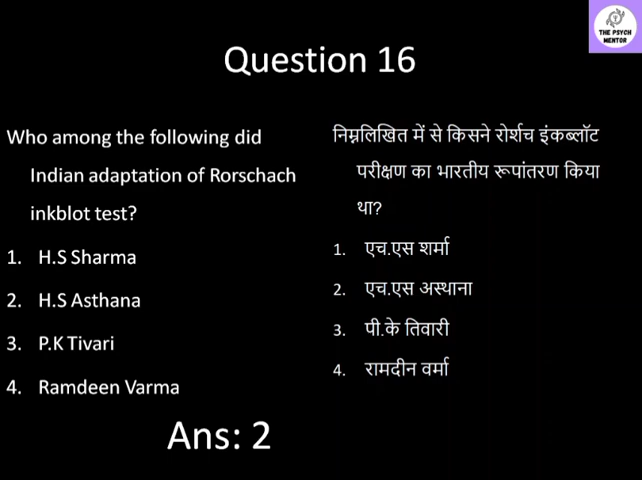 THE PSYCH
MENTOR
Question 16
Who among the following did
Indian adaptation of Rorschach
inkblot test?
1. H.S Sharma
2. H.S Asthana
3. P.K Tivari
4. Ramdeen Varma
निम्नलिखित में से किसने रोर्शच इंकब्लॉट
परीक्षण का भारतीय रूपांतरण किया
था?
1. एच.एस शर्मा
2. एच.एस अस्थाना
3. पी.के तिवारी
4. रामदीन वर्मा
Ans: 2